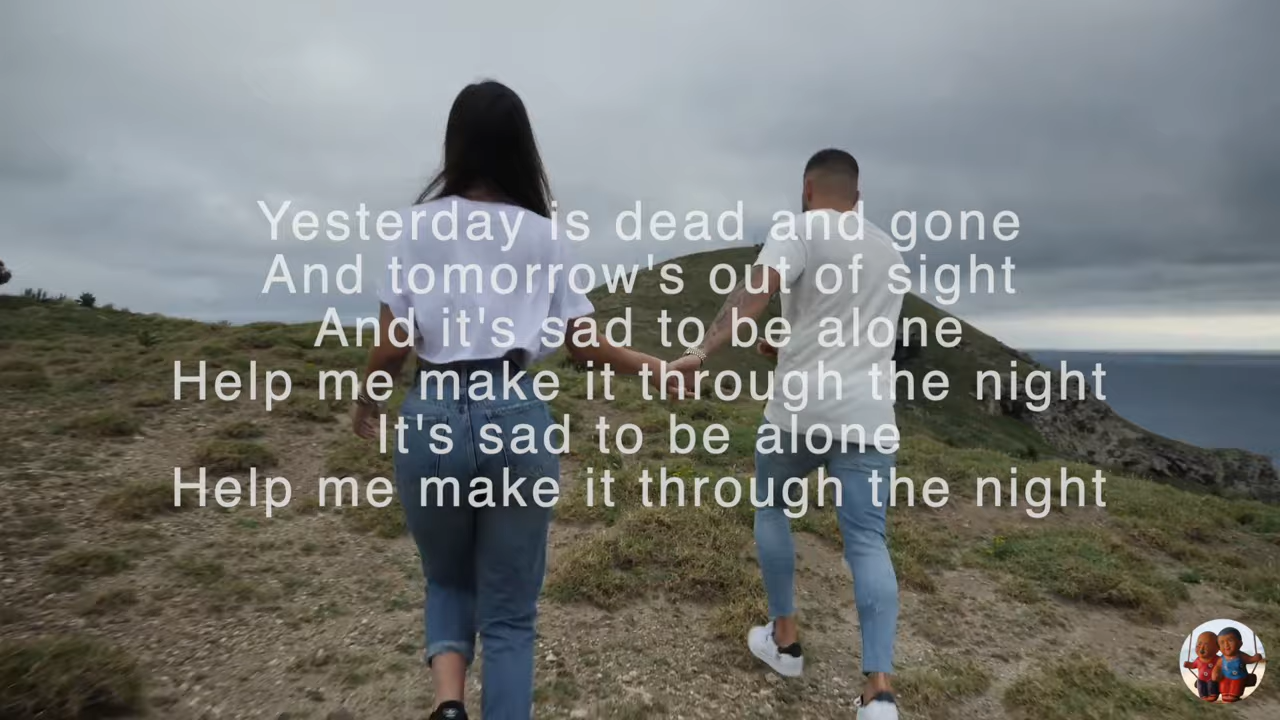 Yesterday is dead and gone
And tomorrow's out of sight
And it's sad to be alone
Help me make it through the night
It's sad to be alone
Help me make it through the night